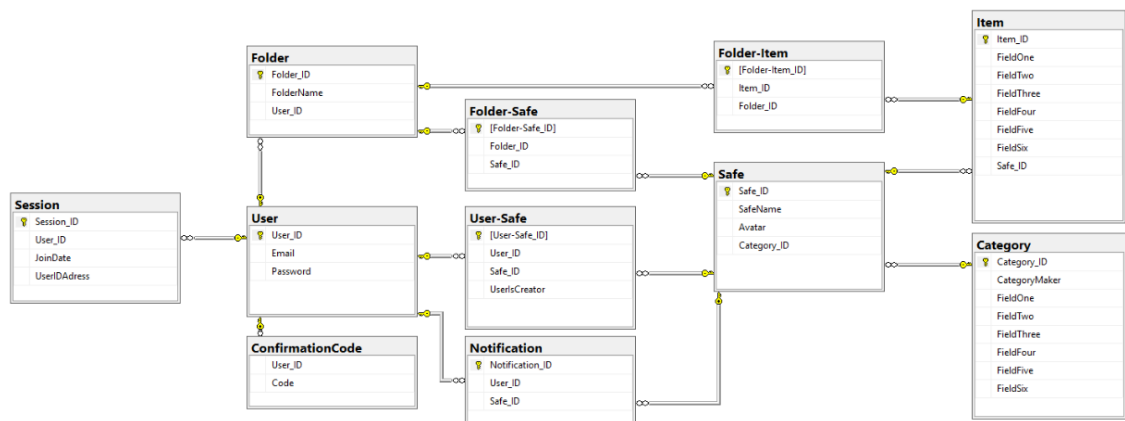 Folder
Folder_ID
FolderName
User_ID
Folder-Item
[Folder-Item_ID]
Item_ID
Folder_ID
Item
Item_ID
FieldOne
FieldTwo
FieldThree
FieldFour
FieldFive
FieldSix
Safe_ID
Folder-Safe
[Folder-Safe_ID]
Folder_ID
Safe_ID
Safe
Safe_ID
SafeName
Avatar
Category_ID
Session
Session_ID
User_ID
JoinDate
UserIDAdress
User
User_ID
Email
Password
User-Safe
[User-Safe_ID]
User_ID
Safe_ID
UserIsCreator
Category
Category_ID
CategoryMaker
FieldOne
FieldTwo
FieldThree
FieldFour
FieldFive
FieldSix
ConfirmationCode
User_ID
Code
Notification
Notification_ID
User_ID
Safe_ID